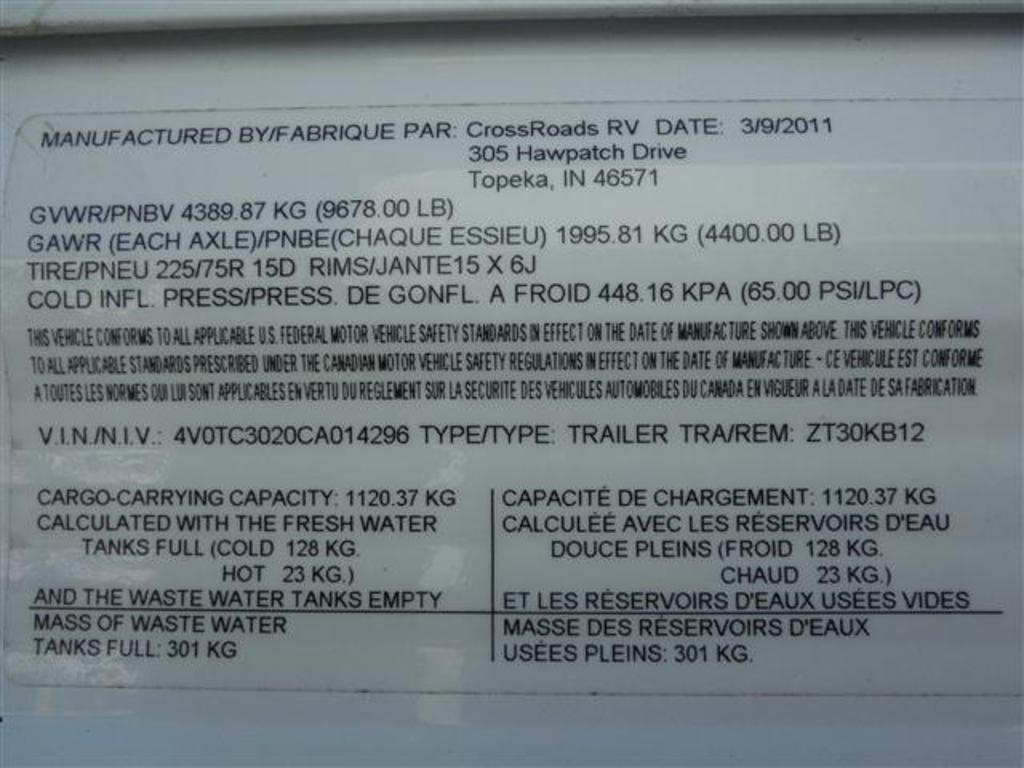 MANUFACTURED BY/FABRIQUE PAR: CrossRoads RV DATE: 3/9/2011
305 Hawpatch Drive
Topeka, IN 46571
GVWR/PNBV 4389.87 KG (9678.00 LB)
GAWR (EACH AXLE)/PNBE(CHAQUE ESSIEU) 1995.81 KG (4400.00 LB)
TIRE/PNEU 225/75R 15D RIMS/JANTE15 X 6J
COLD INFL. PRESS/PRESS. DE GONFL. A FROID 448.16 KPA (65.00 PSI/LPC)
THIS VEHICLE CONFORMS TO ALL APPLICABLE U.S. FEDERAL MOTOR VEHICLE SAFETY STANDARDS IN EFFECT ON THE DATE OF MANUFACTURE SHOWN ABOVE. THIS VEHICLE CONFORMS
TO ALL APPLICABLE STANDARDS PRESCRIBED UNDER THE CANADIAN MOTOR VEHICLE SAFETY REGULATIONS IN EFFECT ON THE DATE OF MANUFACTURE. - CE VEHICULE EST CONFORME
A TOUTES LES NORMES QUI LUI SONT APPLICABLES EN VERTU DU REGLEMENT SUR LA SECURITE DES VEHICULES AUTOMOBILES DU CANADA EN VIGUEUR A LA DATE DE SA FABRICATION.
V.I.N./N.I.V.: 4V0TC3020CA014296 TYPE/TYPE: TRAILER TRA/REM: ZT30KB12
CARGO-CARRYING CAPACITY: 1120.37 KG
CALCULATED WITH THE FRESH WATER
TANKS FULL (COLD 128 KG.
HOT 23 KG.)
AND THE WASTE WATER TANKS EMPTY
MASS OF WASTE WATER
TANKS FULL: 301 KG
CAPACITÉ DE CHARGEMENT: 1120.37 KG
CALCULÉE AVEC LES RÉSERVOIRS D'EAU
DOUCE PLEINS (FROID 128 KG.
CHAUD 23 KG.)
ET LES RÉSERVOIRS D'EAUX USÉES VIDES
MASSE DES RÉSERVOIRS D'EAUX
USÉES PLEINS: 301 KG.